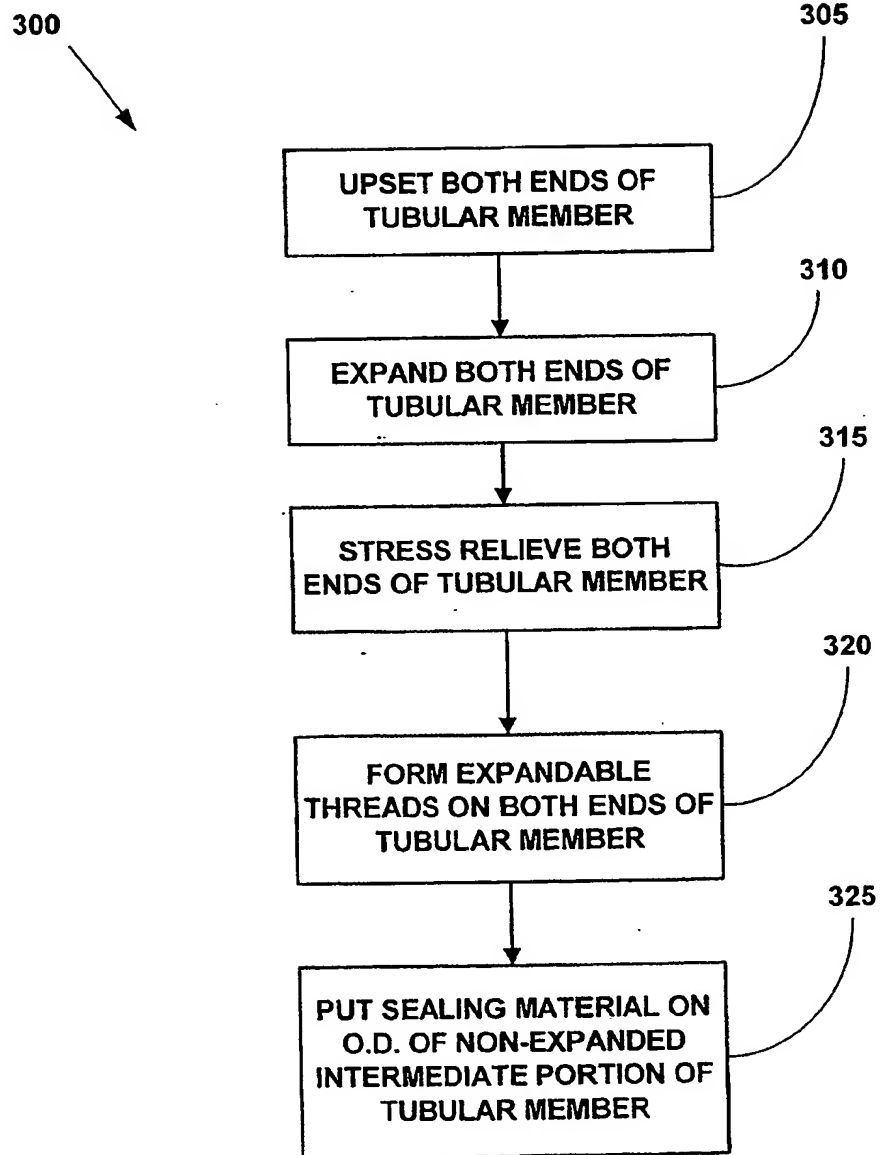 300
305
UPSET BOTH ENDS OF
TUBULAR MEMBER
310
EXPAND BOTH ENDS OF
TUBULAR MEMBER
315
STRESS RELIEVE BOTH
ENDS OF TUBULAR MEMBER
320
FORM EXPANDABLE
THREADS ON BOTH ENDS OF
TUBULAR MEMBER
325
PUT SEALING MATERIAL ON
O.D. OF NON-EXPANDED
INTERMEDIATE PORTION OF
TUBULAR MEMBER